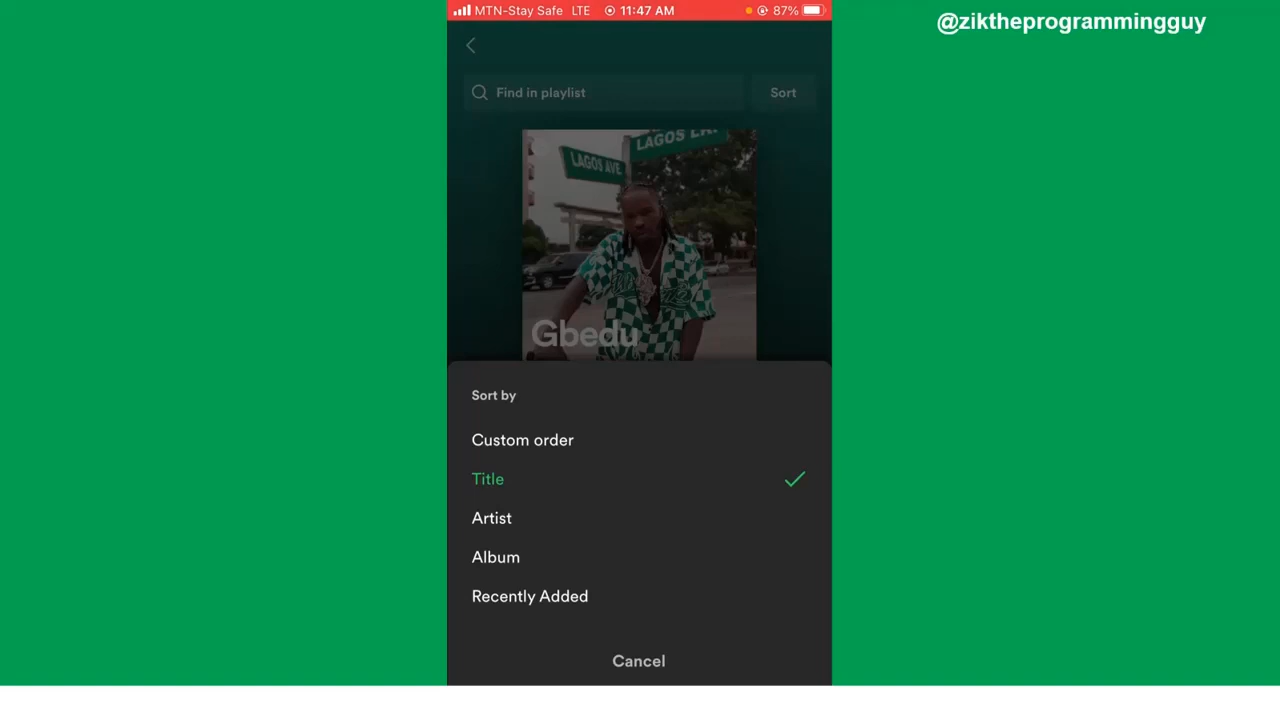 MTN-Stay Safe LTE 11:47 AM 87%
@ziktheprogrammingguy
Find in playlist Sort
LAGOS AVE
Gbedu
Sort by
Custom order
Title
Artist
Album
Recently Added
Cancel